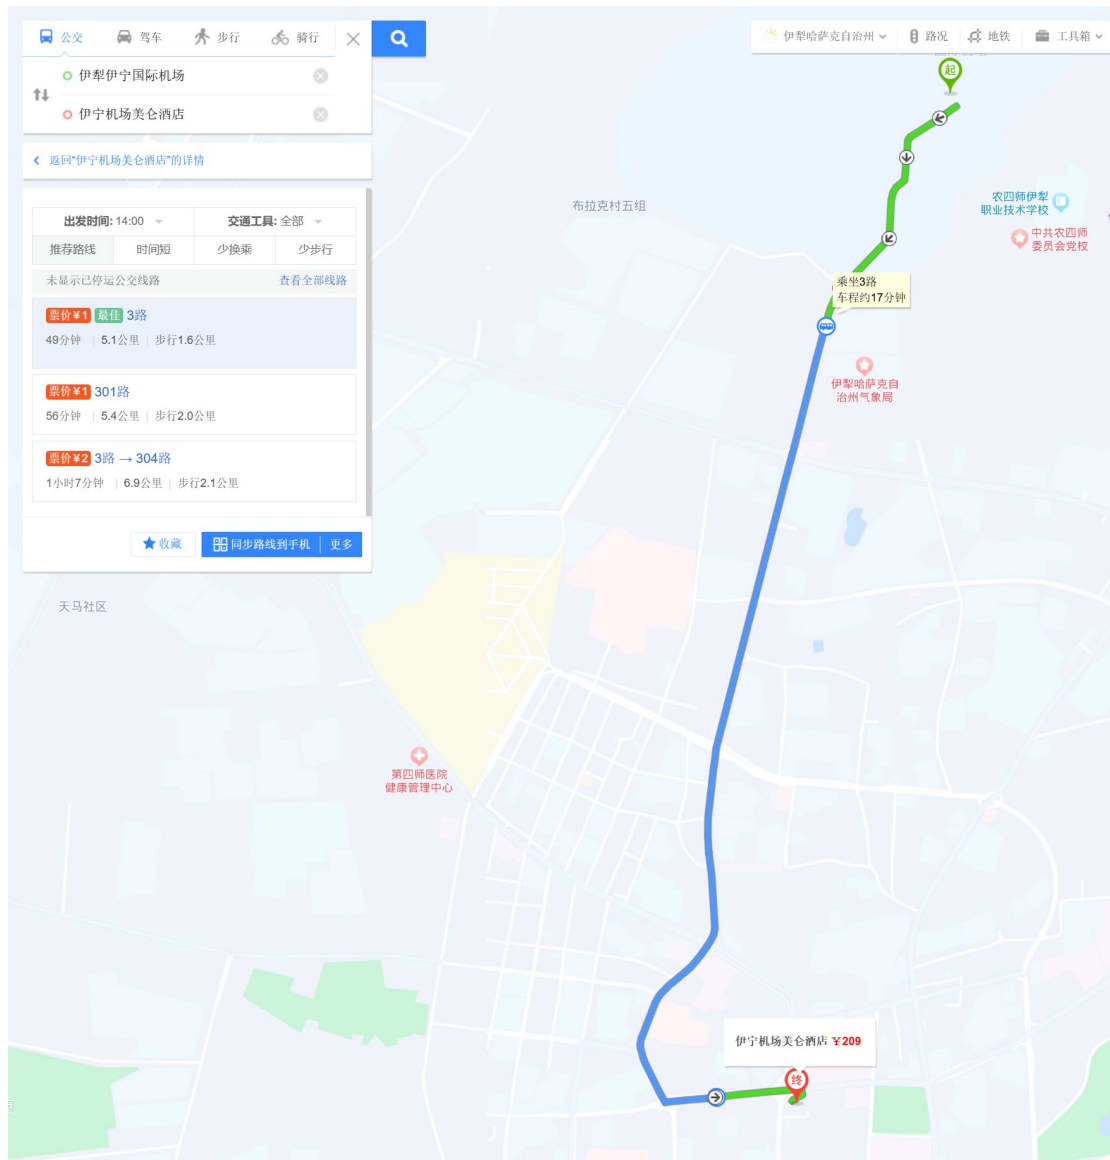 公交 驾车 步行 骑行
伊犁伊宁国际机场
伊宁机场美仑酒店
返回“伊宁机场美仑酒店”的详情
出发时间: 14:00 交通工具: 全部
推荐路线 时间短 少换乘 少步行
未显示已停运公交线路 查看全部线路
票价¥1 最佳 3路
49分钟 | 5.1公里 | 步行1.6公里
票价¥1 301路
56分钟 | 5.4公里 | 步行2.0公里
票价¥2 3路 → 304路
1小时7分钟 | 6.9公里 | 步行2.1公里
收藏 同步路线到手机 | 更多
伊犁哈萨克自治州 路况 地铁 工具箱
起
农四师伊犁
职业技术学校
中共农四师
委员会党校
布拉克村五组
乘坐3路
车程约17分钟
伊犁哈萨克自
治州气象局
天马社区
第四师医院
健康管理中心
伊宁机场美仑酒店 ¥209
终